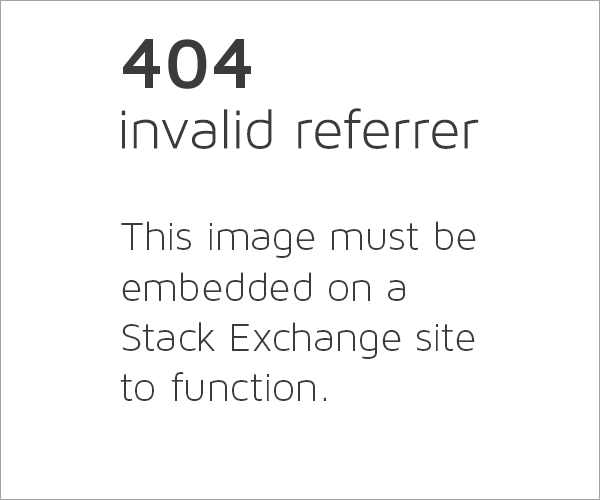 404
invalid referrer
This image must be
embedded on a
Stack Exchange site
to function.